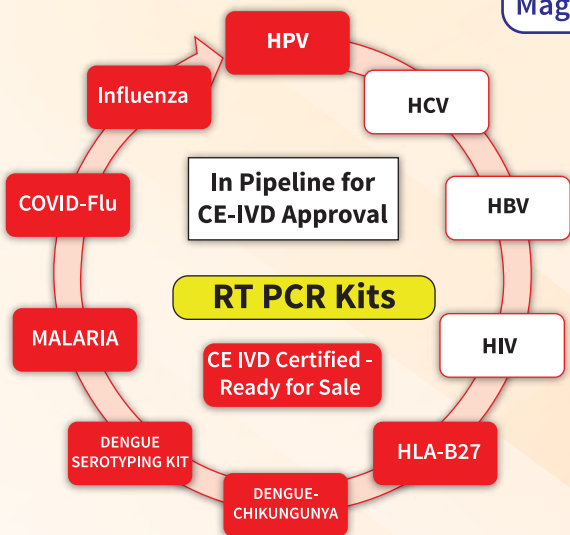 Mag
HPV
HCV
HBV
HIV
HLA-B27
DENGUE-
CHIKUNGUNYA
DENGUE
SEROTYPING KIT
MALARIA
COVID-Flu
Influenza
In Pipeline for
CE-IVD Approval
RT PCR Kits
CE IVD Certified -
Ready for Sale